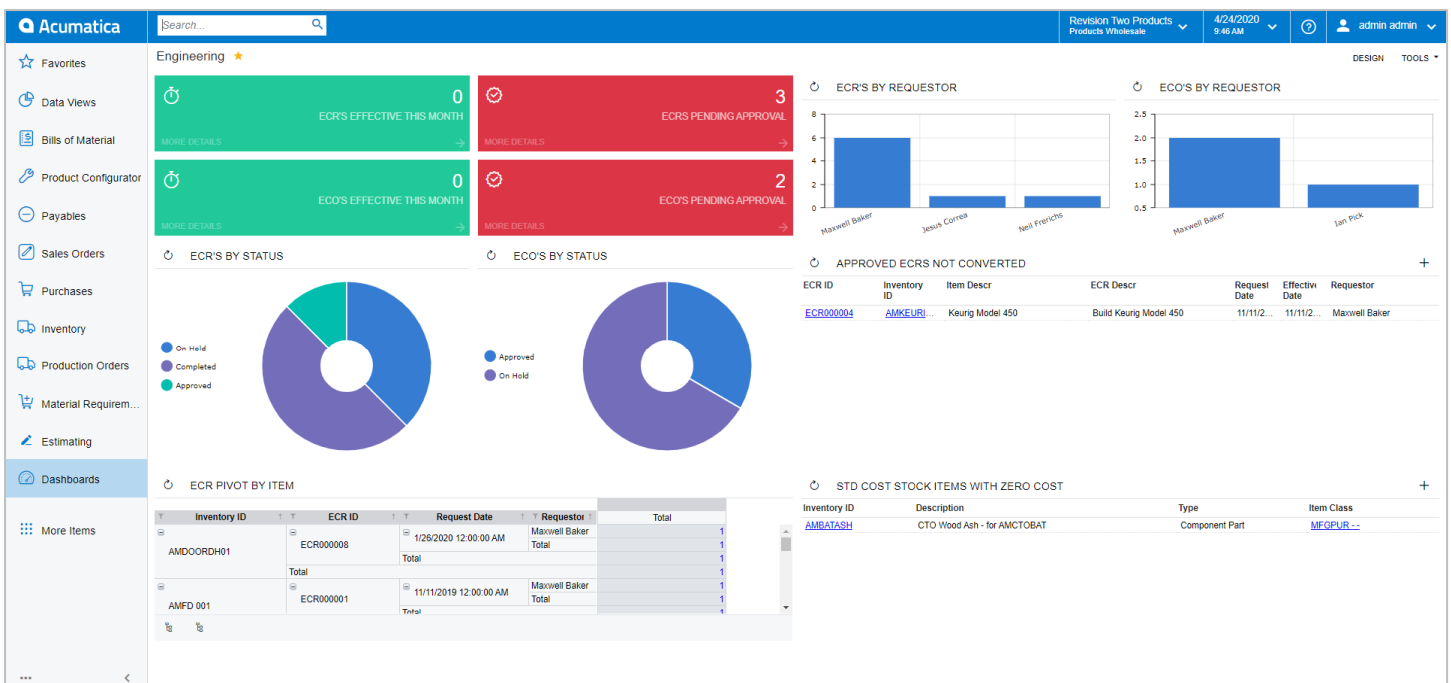 Acumatica
Search...
Revision Two Products
Products Wholesale
4/24/2020
9:46 AM
admin admin
Favorites
Data Views
Bills of Material
Product Configurator
Payables
Sales Orders
Purchases
Inventory
Production Orders
Material Requirem...
Estimating
Dashboards
More Items
Engineering
DESIGN TOOLS
0
ECR'S EFFECTIVE THIS MONTH
MORE DETAILS
3
ECRS PENDING APPROVAL
MORE DETAILS
0
ECO'S EFFECTIVE THIS MONTH
MORE DETAILS
2
ECO'S PENDING APPROVAL
MORE DETAILS
ECR'S BY REQUESTOR
8
6
4
2
0
Maxwell Baker Jesus Correa Neil Frerichs
ECO'S BY REQUESTOR
2.5
2.0
1.5
1.0
0.5
Maxwell Baker Ian Pick
ECR'S BY STATUS
On Hold
Completed
Approved
ECO'S BY STATUS
Approved
On Hold
APPROVED ECRS NOT CONVERTED
ECR ID Inventory ID Item Descr ECR Descr Request Date Effective Date Requestor
ECR000004 AMKEURI... Keurig Model 450 Build Keurig Model 450 11/11/2... 11/11/2... Maxwell Baker
ECR PIVOT BY ITEM
Inventory ID ECR ID Request Date Requestor Total
AMDOORDH01 ECR000008 1/26/2020 12:00:00 AM Maxwell Baker 1
Total 1
Total 1
Total 1
AMFD 001 ECR000001 11/11/2019 12:00:00 AM Maxwell Baker 1
Total 1
Total 1
STD COST STOCK ITEMS WITH ZERO COST
Inventory ID Description Type Item Class
AMBATASH CTO Wood Ash - for AMCTOBAT Component Part MFGPUR - -